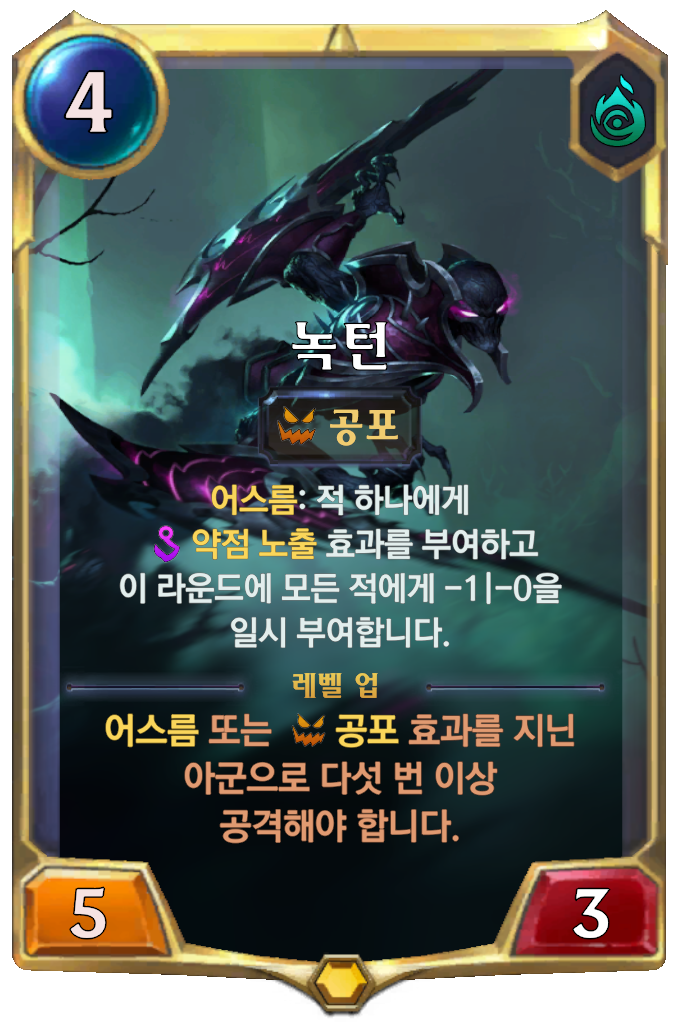 4
녹턴
공포
어스름: 적 하나에게
약점 노출 효과를 부여하고
이 라운드에 모든 적에게 -1|-0을
일시 부여합니다.
레벨 업
어스름 또는 공포 효과를 지닌
아군으로 다섯 번 이상
공격해야 합니다.
5
3